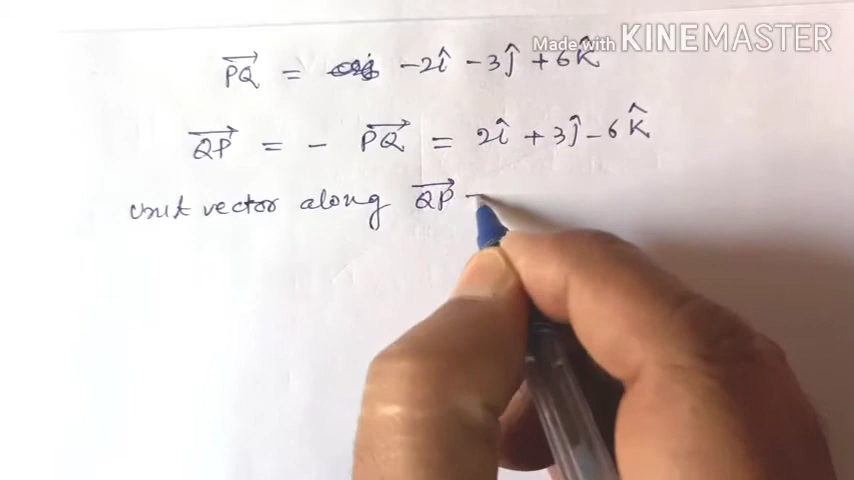 Made with KINEMASTER
PQ⃗ = -2î - 3ĵ + 6k̂
QP⃗ = - PQ⃗ = 2î + 3ĵ - 6k̂
unit vector along QP⃗